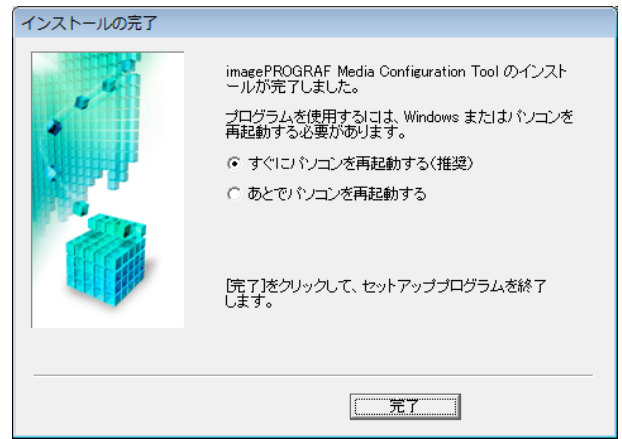 インストールの完了
imagePROGRAF Media Configuration Tool のインスト
ールが完了しました。
プログラムを使用するには、Windows またはパソコンを
再起動する必要があります。
すぐにパソコンを再起動する(推奨)
あとでパソコンを再起動する
[完了]をクリックして、セットアッププログラムを終了
します。
完了